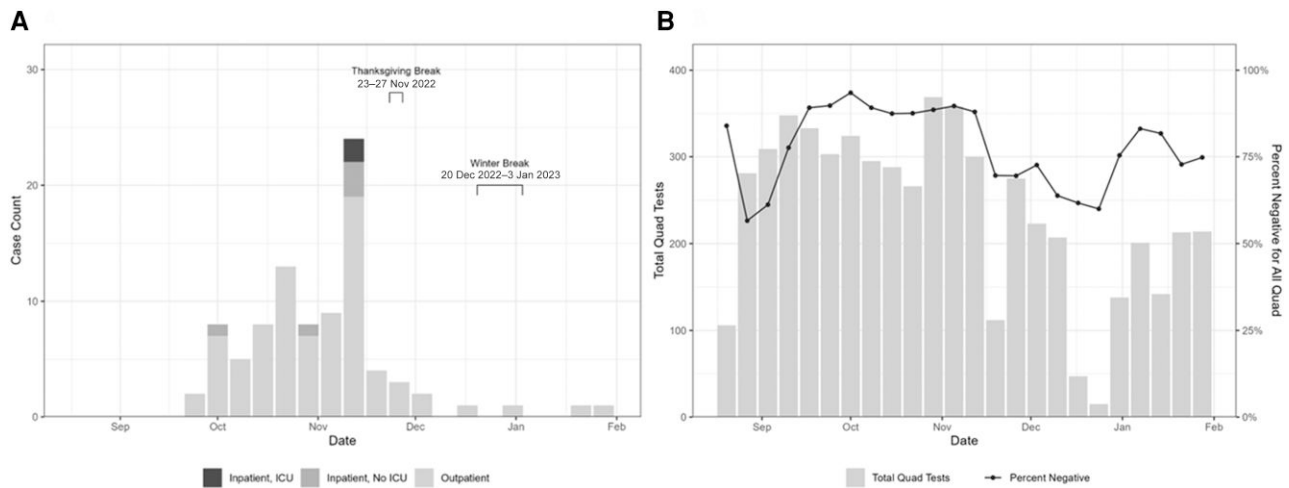 A
B
30
20
10
0
Case Count
Thanksgiving Break
23–27 Nov 2022
Winter Break
20 Dec 2022–3 Jan 2023
Sep
Oct
Nov
Dec
Jan
Feb
Date
Inpatient, ICU
Inpatient, No ICU
Outpatient
400
300
200
100
0
Total Quad Tests
100%
75%
50%
25%
0%
Percent Negative for All Quad
Sep
Oct
Nov
Dec
Jan
Feb
Date
Total Quad Tests
Percent Negative